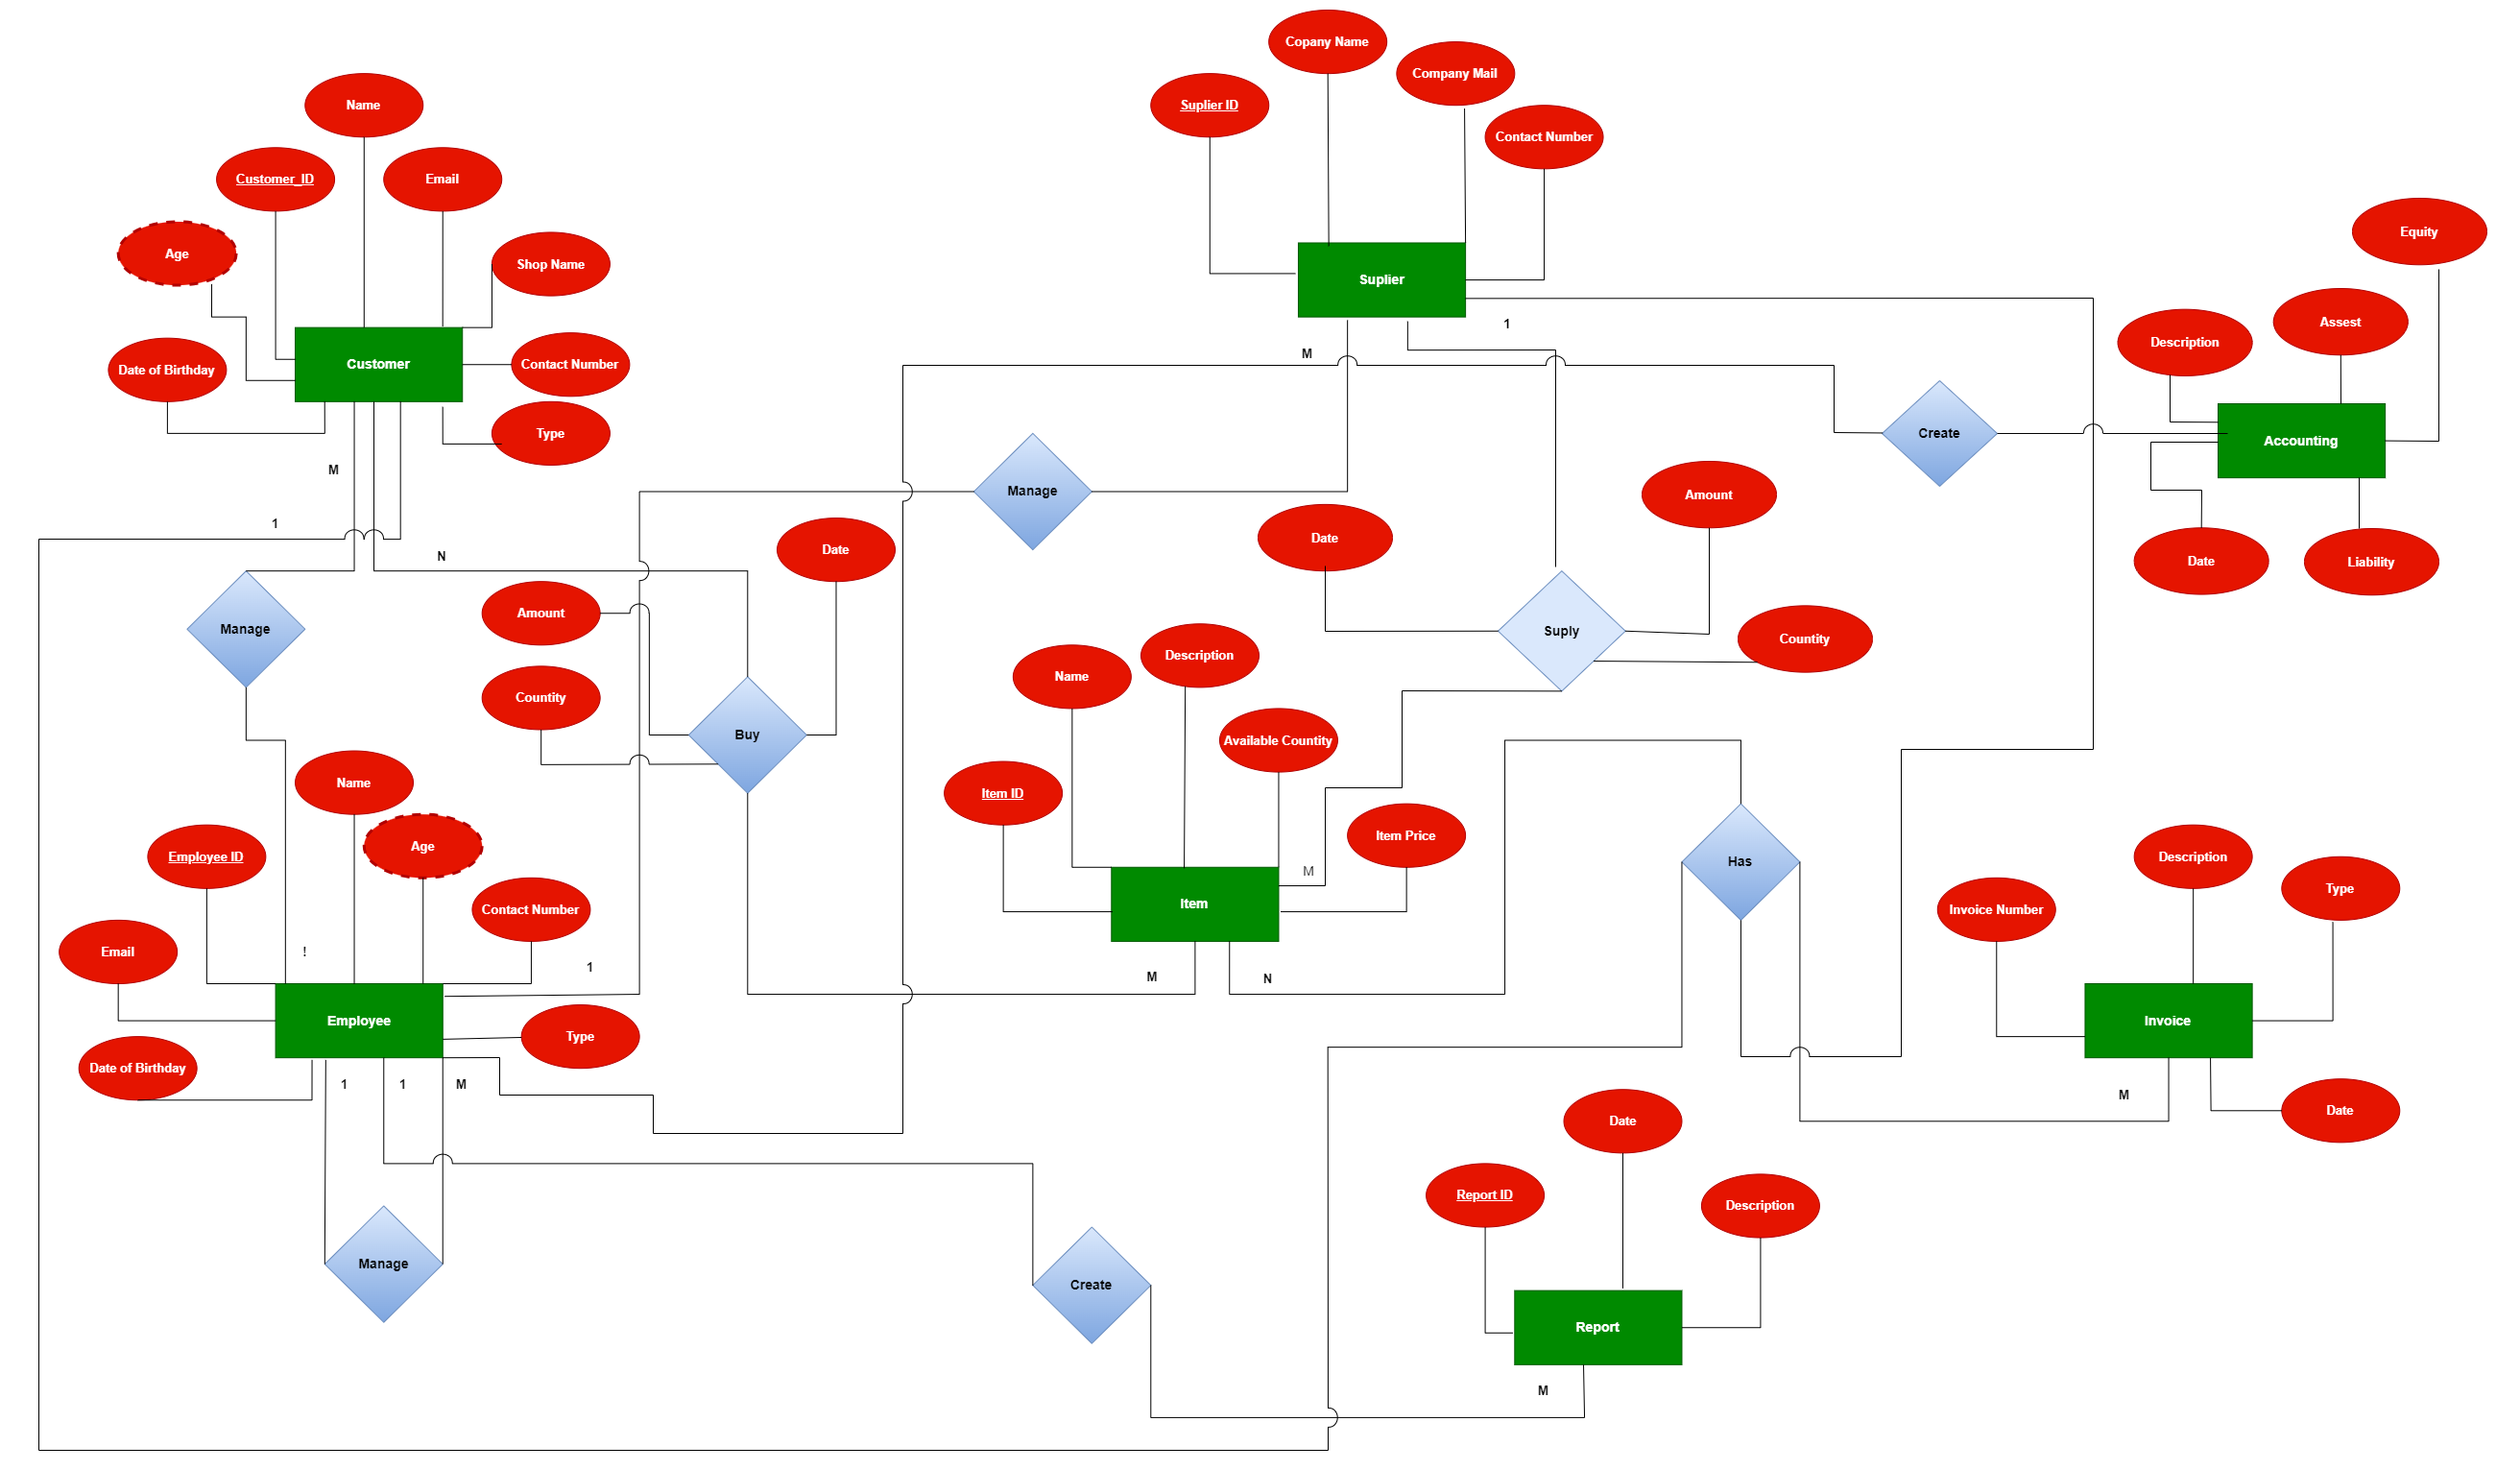 Copany Name
Company Mail
Name
Suplier ID
Contact Number
Customer_ID
Email
Equity
Age
Shop Name
Suplier
Assest
1
Description
M
Customer
Contact Number
Date of Birthday
Type
Create
Accounting
M
Manage
Amount
1
Date
Date
N
Date
Liability
Amount
Manage
Suply
Countity
Description
Name
Countity
Buy
Available Countity
Name
Item ID
Item Price
Age
Has
Employee ID
Description
M
Type
Item
Contact Number
Invoice Number
Email
!
1
M
N
Employee
Invoice
Type
Date of Birthday
1
1
M
M
Date
Date
Report ID
Description
Manage
Create
Report
M